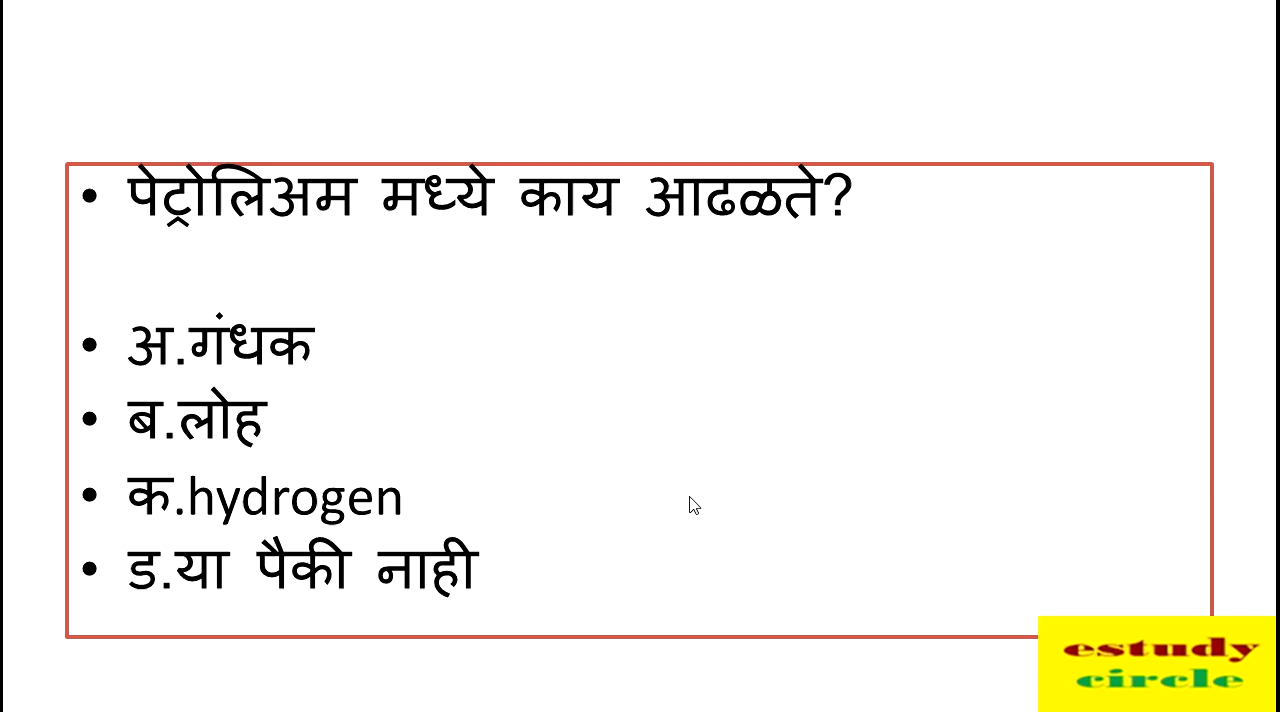 • पेट्रोलिअम मध्ये काय आढळते?
• अ.गंधक
• ब.लोह
• क.hydrogen
• ड.या पैकी नाही
estudy
circle